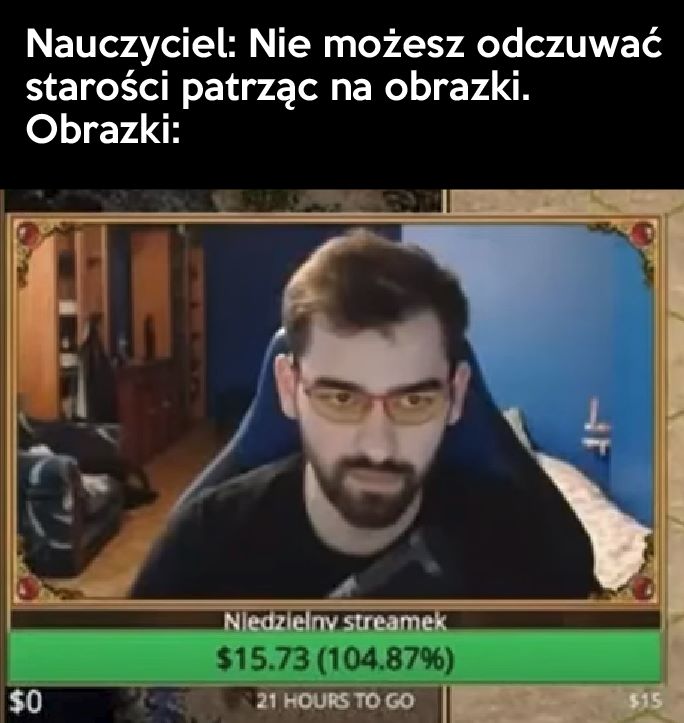 Nauczyciel: Nie możesz odczuwać
starości patrząc na obrazki.
Obrazki:
Niedzielny streamek
$15.73 (104.87%)
$0 21 HOURS TO GO $15